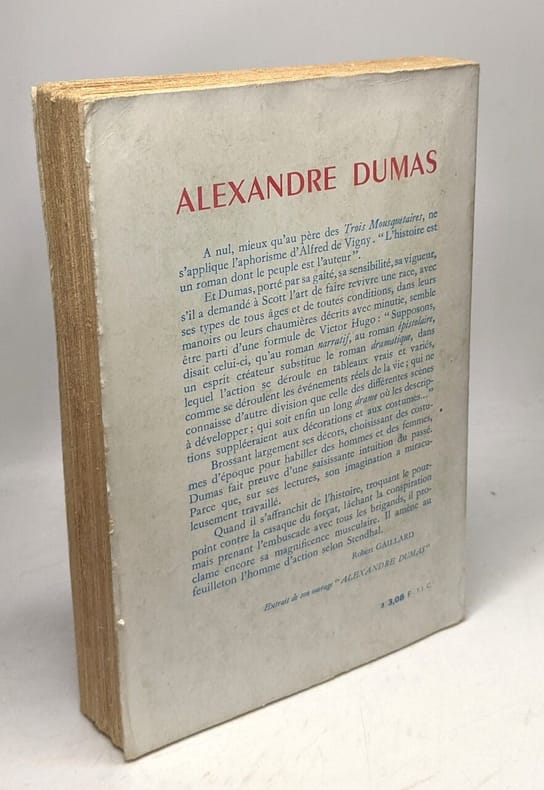 ALEXANDRE DUMAS
A nul, mieux qu'au père des Trois Mousquetaires, ne
s'applique l'aphorisme d'Alfred de Vigny. "L'histoire est
un roman dont le peuple est l'auteur".
Et Dumas, porté par sa gaîté, sa sensibilité, sa vigueur,
s'il a demandé à Scott l'art de faire revivre une race, avec
ses types de tous âges et de toutes conditions, dans leurs
manoirs ou leurs chaumières décrits avec minutie, semble
être parti d'une formule de Victor Hugo : "Supposons,
disait celui-ci, qu'au roman narratif, au roman épistolaire,
un esprit créateur substitue le roman dramatique, dans
lequel l'action se déroule en tableaux vrais et variés,
comme se déroulent les événements réels de la vie ; qui ne
connaisse d'autre division que celle des différentes scènes
à développer ; qui soit enfin un long drame où les descrip-
tions suppléeraient aux décorations et aux costumes..."
Brossant largement ses décors, choisissant des costu-
mes d'époque pour habiller des hommes et des femmes,
Dumas fait preuve d'une saisissante intuition du passé.
Parce que, sur ses lectures, son imagination a miracu-
leusement travaillé.
Quand il s'affranchit de l'histoire, troquant le pour-
point contre la casaque du forçat, lâchant la conspiration
mais prenant l'embuscade avec tous les brigands, il pro-
clame encore sa magnificence musculaire. Il amène au
feuilleton l'homme d'action selon Stendhal.
Robert GAILLARD
Extrait de son ouvrage "ALEXANDRE DUMAS"
3,08 F T.L.C.